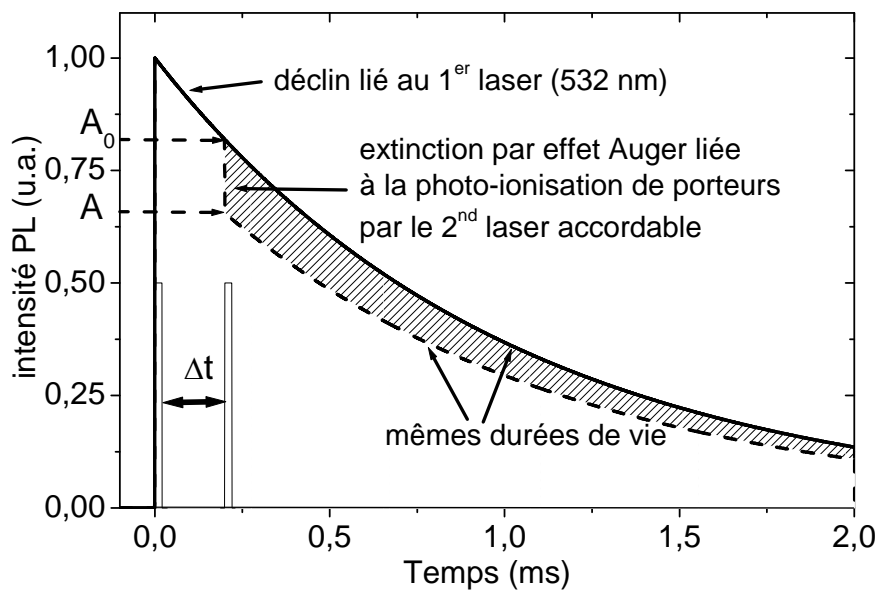 1,00
déclin lié au 1er laser (532 nm)
A0
extinction par effet Auger liée
0,75
à la photo-ionisation de porteurs
A
par le 2nd laser accordable
intensité PL (u.a.)
0,50
Δt
0,25
mêmes durées de vie
0,00
0,0 0,5 1,0 1,5 2,0
Temps (ms)